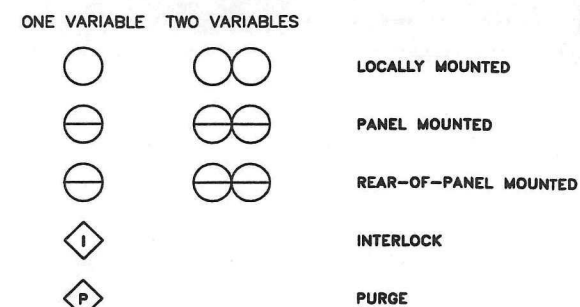 ONE VARIABLE TWO VARIABLES
LOCALLY MOUNTED
PANEL MOUNTED
REAR-OF-PANEL MOUNTED
I INTERLOCK
P PURGE